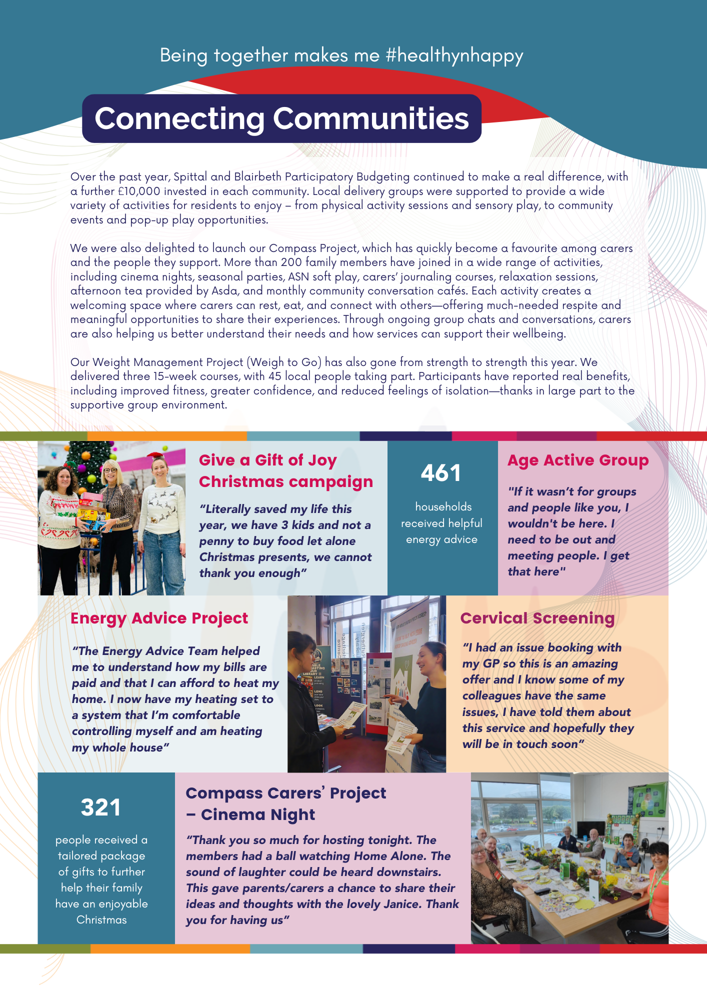 Being together makes me #healthynhappy
Connecting Communities
Over the past year, Spittal and Blairbeth Participatory Budgeting continued to make a real difference, with
a further £10,000 invested in each community. Local delivery groups were supported to provide a wide
variety of activities for residents to enjoy – from physical activity sessions and sensory play, to community
events and pop-up play opportunities.
We were also delighted to launch our Compass Project, which has quickly become a favourite among carers
and the people they support. More than 200 family members have joined in a wide range of activities,
including cinema nights, seasonal parties, ASN soft play, carers’ journaling courses, relaxation sessions,
afternoon tea provided by Asda, and monthly community conversation cafés. Each activity creates a
welcoming space where carers can rest, eat, and connect with others—offering much-needed respite and
meaningful opportunities to share their experiences. Through ongoing group chats and conversations, carers
are also helping us better understand their needs and how services can support their wellbeing.
Our Weight Management Project (Weigh to Go) has also gone from strength to strength this year. We
delivered three 15-week courses, with 45 local people taking part. Participants have reported real benefits,
including improved fitness, greater confidence, and reduced feelings of isolation—thanks in large part to the
supportive group environment.
Give a Gift of Joy
Christmas campaign
“Literally saved my life this
year, we have 3 kids and not a
penny to buy food let alone
Christmas presents, we cannot
thank you enough”
461
households
received helpful
energy advice
Age Active Group
"If it wasn’t for groups
and people like you, I
wouldn't be here. I
need to be out and
meeting people. I get
that here"
Energy Advice Project
“The Energy Advice Team helped
me to understand how my bills are
paid and that I can afford to heat my
home. I now have my heating set to
a system that I’m comfortable
controlling myself and am heating
my whole house”
Rutherglen
Library
Heritage
Centre
LIBRARY
LEARN
LEND
LOOK
Cervical Screening
“I had an issue booking with
my GP so this is an amazing
offer and I know some of my
colleagues have the same
issues, I have told them about
this service and hopefully they
will be in touch soon”
321
people received a
tailored package
of gifts to further
help their family
have an enjoyable
Christmas
Compass Carers’ Project
– Cinema Night
“Thank you so much for hosting tonight. The
members had a ball watching Home Alone. The
sound of laughter could be heard downstairs.
This gave parents/carers a chance to share their
ideas and thoughts with the lovely Janice. Thank
you for having us”